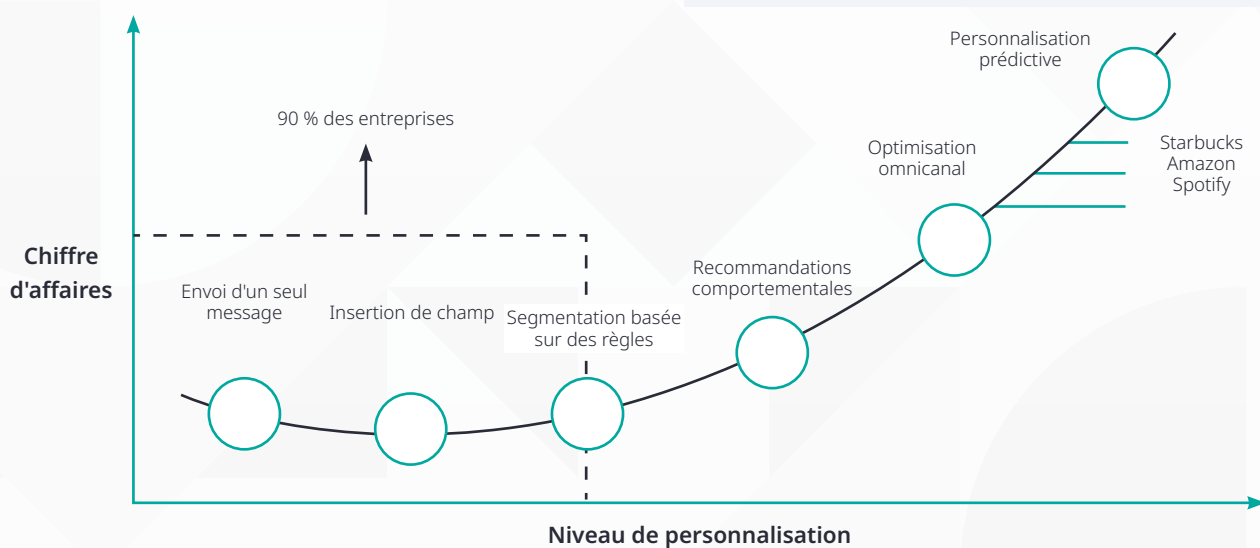 Personnalisation
prédictive
90 % des entreprises
Optimisation
omnicanal
Starbucks
Amazon
Spotify
Chiffre
d'affaires
Envoi d'un seul
message
Insertion de champ
Segmentation basée
sur des règles
Recommandations
comportementales
Niveau de personalisation